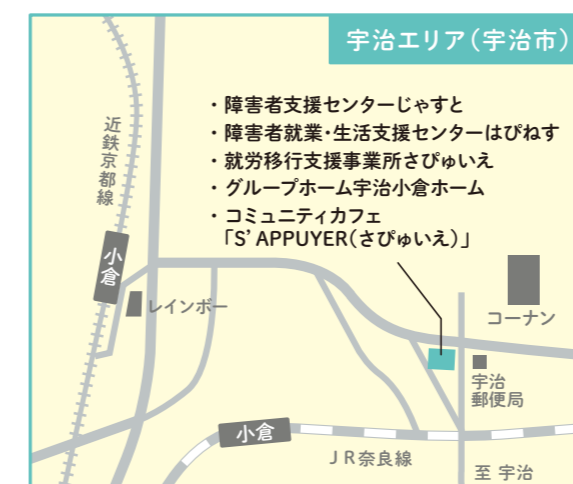 宇治エリア（宇治市）
・障害者支援センターじゃすと
・障害者就業・生活支援センターはぴねす
・就労移行支援事業所さぴゅいえ
・グループホーム宇治小倉ホーム
・コミュニティカフェ
「S’APPUYER（さぴゅいえ）」
近鉄京都線
小倉
レインボー
コーナン
宇治
郵便局
小倉
JR奈良線
至 宇治